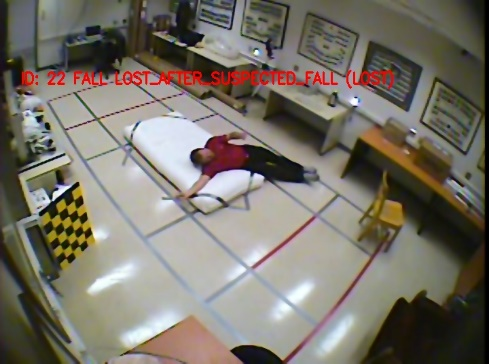 ID: 22 FALL LOST_AFTER_SUSPECTED_FALL (LOST)